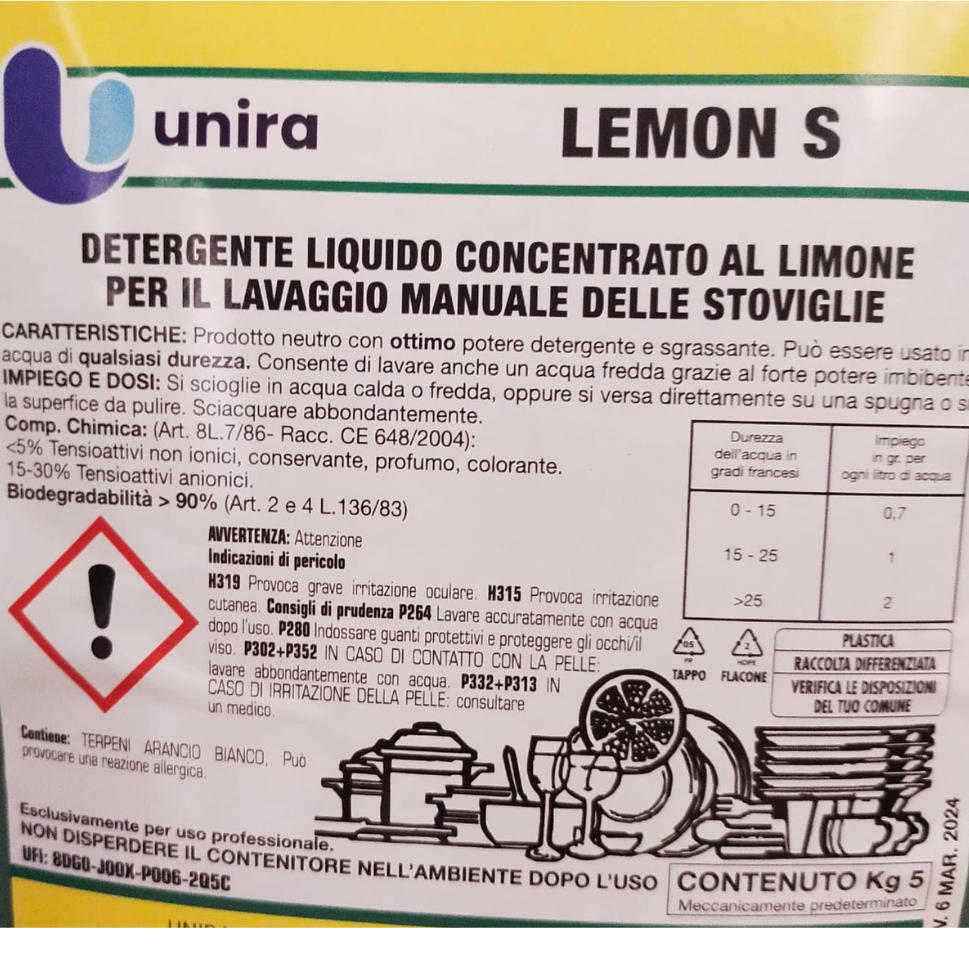 unira
LEMON S
DETERGENTE LIQUIDO CONCENTRATO AL LIMONE
PER IL LAVAGGIO MANUALE DELLE STOVIGLIE
CARATTERISTICHE: Prodotto neutro con ottimo potere detergente e sgrassante. Può essere usato in
acqua di qualsiasi durezza. Consente di lavare anche un acqua fredda grazie al forte potere imbibente
IMPIEGO E DOSI: Si scioglie in acqua calda o fredda, oppure si versa direttamente su una spugna o
la superfice da pulire. Sciacquare abbondantemente.
Comp. Chimica: (Art. 8L.7/86- Racc. CE 648/2004):
<5% Tensioattivi non ionici, conservante, profumo, colorante.
15-30% Tensioattivi anionici.
Biodegradabilità > 90% (Art. 2 e 4 L.136/83)
Durezza
dell'acqua in
gradi francesi
Impiego
in gr. per
ogni litro di acqua
0 - 15 0,7
15 - 25 1
>25 2
AVVERTENZA: Attenzione
Indicazioni di pericolo
H319 Provoca grave irritazione oculare. H315 Provoca irritazione
cutanea. Consigli di prudenza P264 Lavare accuratamente con acqua
dopo l'uso. P280 Indossare guanti protettivi e proteggere gli occhi/il
viso. P302+P352 IN CASO DI CONTATTO CON LA PELLE:
lavare abbondantemente con acqua. P332+P313 IN
CASO DI IRRITAZIONE DELLA PELLE: consultare
un medico.
05
PP
TAPPO
2
HDPE
FLACONE
PLASTICA
RACCOLTA DIFFERENZIATA
VERIFICA LE DISPOSIZIONI
DEL TUO COMUNE
Contiene: TERPENI ARANCIO BIANCO, Può
provocare una reazione allergica.
Esclusivamente per uso professionale.
NON DISPERDERE IL CONTENITORE NELL'AMBIENTE DOPO L'USO
UFI: 8DG0-J00X-P006-2Q5C
CONTENUTO Kg 5
Meccanicamente predeterminato
V. 6 MAR. 2024